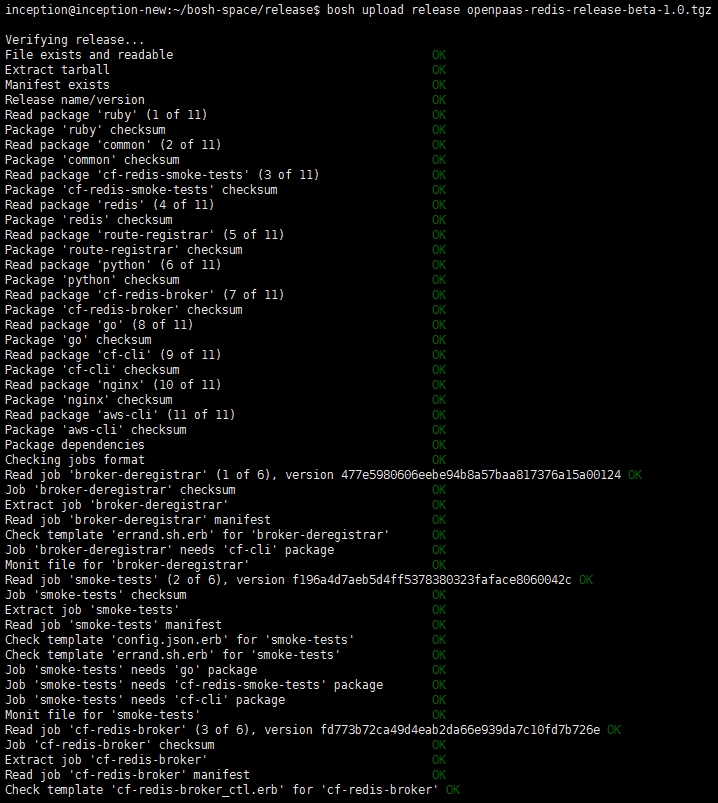 inception@inception-new:~/bosh-space/release$ bosh upload release openpaas-redis-release-beta-1.0.tgz
Verifying release...
File exists and readable OK
Extract tarball OK
Manifest exists OK
Release name/version OK
Read package 'ruby' (1 of 11) OK
Package 'ruby' checksum OK
Read package 'common' (2 of 11) OK
Package 'common' checksum OK
Read package 'cf-redis-smoke-tests' (3 of 11) OK
Package 'cf-redis-smoke-tests' checksum OK
Read package 'redis' (4 of 11) OK
Package 'redis' checksum OK
Read package 'route-registrar' (5 of 11) OK
Package 'route-registrar' checksum OK
Read package 'python' (6 of 11) OK
Package 'python' checksum OK
Read package 'cf-redis-broker' (7 of 11) OK
Package 'cf-redis-broker' checksum OK
Read package 'go' (8 of 11) OK
Package 'go' checksum OK
Read package 'cf-cli' (9 of 11) OK
Package 'cf-cli' checksum OK
Read package 'nginx' (10 of 11) OK
Package 'nginx' checksum OK
Read package 'aws-cli' (11 of 11) OK
Package 'aws-cli' checksum OK
Package dependencies OK
Checking jobs format OK
Read job 'broker-deregistrar' (1 of 6), version 477e5980606eebe94b8a57baa817376a15a00124 OK
Job 'broker-deregistrar' checksum OK
Extract job 'broker-deregistrar' OK
Read job 'broker-deregistrar' manifest OK
Check template 'errand.sh.erb' for 'broker-deregistrar' OK
Job 'broker-deregistrar' needs 'cf-cli' package OK
Monit file for 'broker-deregistrar' OK
Read job 'smoke-tests' (2 of 6), version f196a4d7aeb5d4ff5378380323faface8060042c OK
Job 'smoke-tests' checksum OK
Extract job 'smoke-tests' OK
Read job 'smoke-tests' manifest OK
Check template 'config.json.erb' for 'smoke-tests' OK
Check template 'errand.sh.erb' for 'smoke-tests' OK
Job 'smoke-tests' needs 'go' package OK
Job 'smoke-tests' needs 'cf-redis-smoke-tests' package OK
Job 'smoke-tests' needs 'cf-cli' package OK
Monit file for 'smoke-tests' OK
Read job 'cf-redis-broker' (3 of 6), version fd773b72ca49d4eab2da66e939da7c10fd7b726e OK
Job 'cf-redis-broker' checksum OK
Extract job 'cf-redis-broker' OK
Read job 'cf-redis-broker' manifest OK
Check template 'cf-redis-broker_ctl.erb' for 'cf-redis-broker' OK